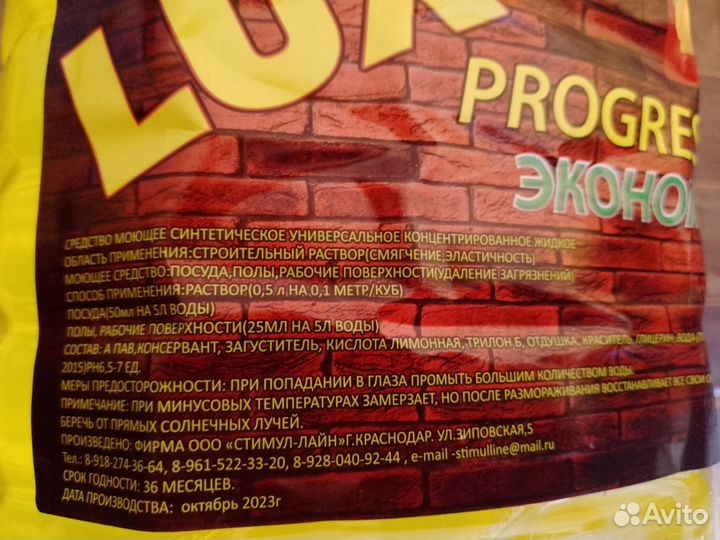 LUX
PROGRES
ЭКОНОМ
СРЕДСТВО МОЮЩЕЕ СИНТЕТИЧЕСКОЕ УНИВЕРСАЛЬНОЕ КОНЦЕНТРИРОВАННОЕ ЖИДКОЕ
ОБЛАСТЬ ПРИМЕНЕНИЯ:СТРОИТЕЛЬНЫЙ РАСТВОР(СМЯГЧЕНИЕ,ЭЛАСТИЧНОСТЬ)
МОЮЩЕЕ СРЕДСТВО:ПОСУДА,ПОЛЫ,РАБОЧИЕ ПОВЕРХНОСТИ(УДАЛЕНИЕ ЗАГРЯЗНЕНИЙ)
СПОСОБ ПРИМЕНЕНИЯ:РАСТВОР(0,5 Л НА 0,1 МЕТР/КУБ)
ПОСУДА(50мл НА 5Л ВОДЫ)
ПОЛЫ, РАБОЧИЕ ПОВЕРХНОСТИ(25МЛ НА 5Л ВОДЫ)
СОСТАВ: А ПАВ,КОНСЕРВАНТ, ЗАГУСТИТЕЛЬ, КИСЛОТА ЛИМОННАЯ, ТРИЛОН Б, ОТДУШКА, КРАСИТЕЛЬ, ГЛИЦЕРИН, ВОДА
2015)PH6,5-7 ЕД.
МЕРЫ ПРЕДОСТОРОЖНОСТИ: ПРИ ПОПАДАНИИ В ГЛАЗА ПРОМЫТЬ БОЛЬШИМ КОЛИЧЕСТВОМ ВОДЫ.
ПРИМЕЧАНИЕ: ПРИ МИНУСОВЫХ ТЕМПЕРАТУРАХ ЗАМЕРЗАЕТ, НО ПОСЛЕ РАЗМОРАЖИВАНИЯ ВОССТАНАВЛИВАЕТ ВСЕ
БЕРЕЧЬ ОТ ПРЯМЫХ СОЛНЕЧНЫХ ЛУЧЕЙ.
ПРОИЗВЕДЕНО: ФИРМА ООО «СТИМУЛ-ЛАЙН»Г.КРАСНОДАР. УЛ.ЗИПОВСКАЯ,5
Тел.: 8-918-274-36-64, 8-961-522-33-20, 8-928-040-92-44 , e-mail -stimulline@mail.ru
СРОК ГОДНОСТИ: 36 МЕСЯЦЕВ.
ДАТА ПРОИЗВОДСТВА: октябрь 2023г
Avito